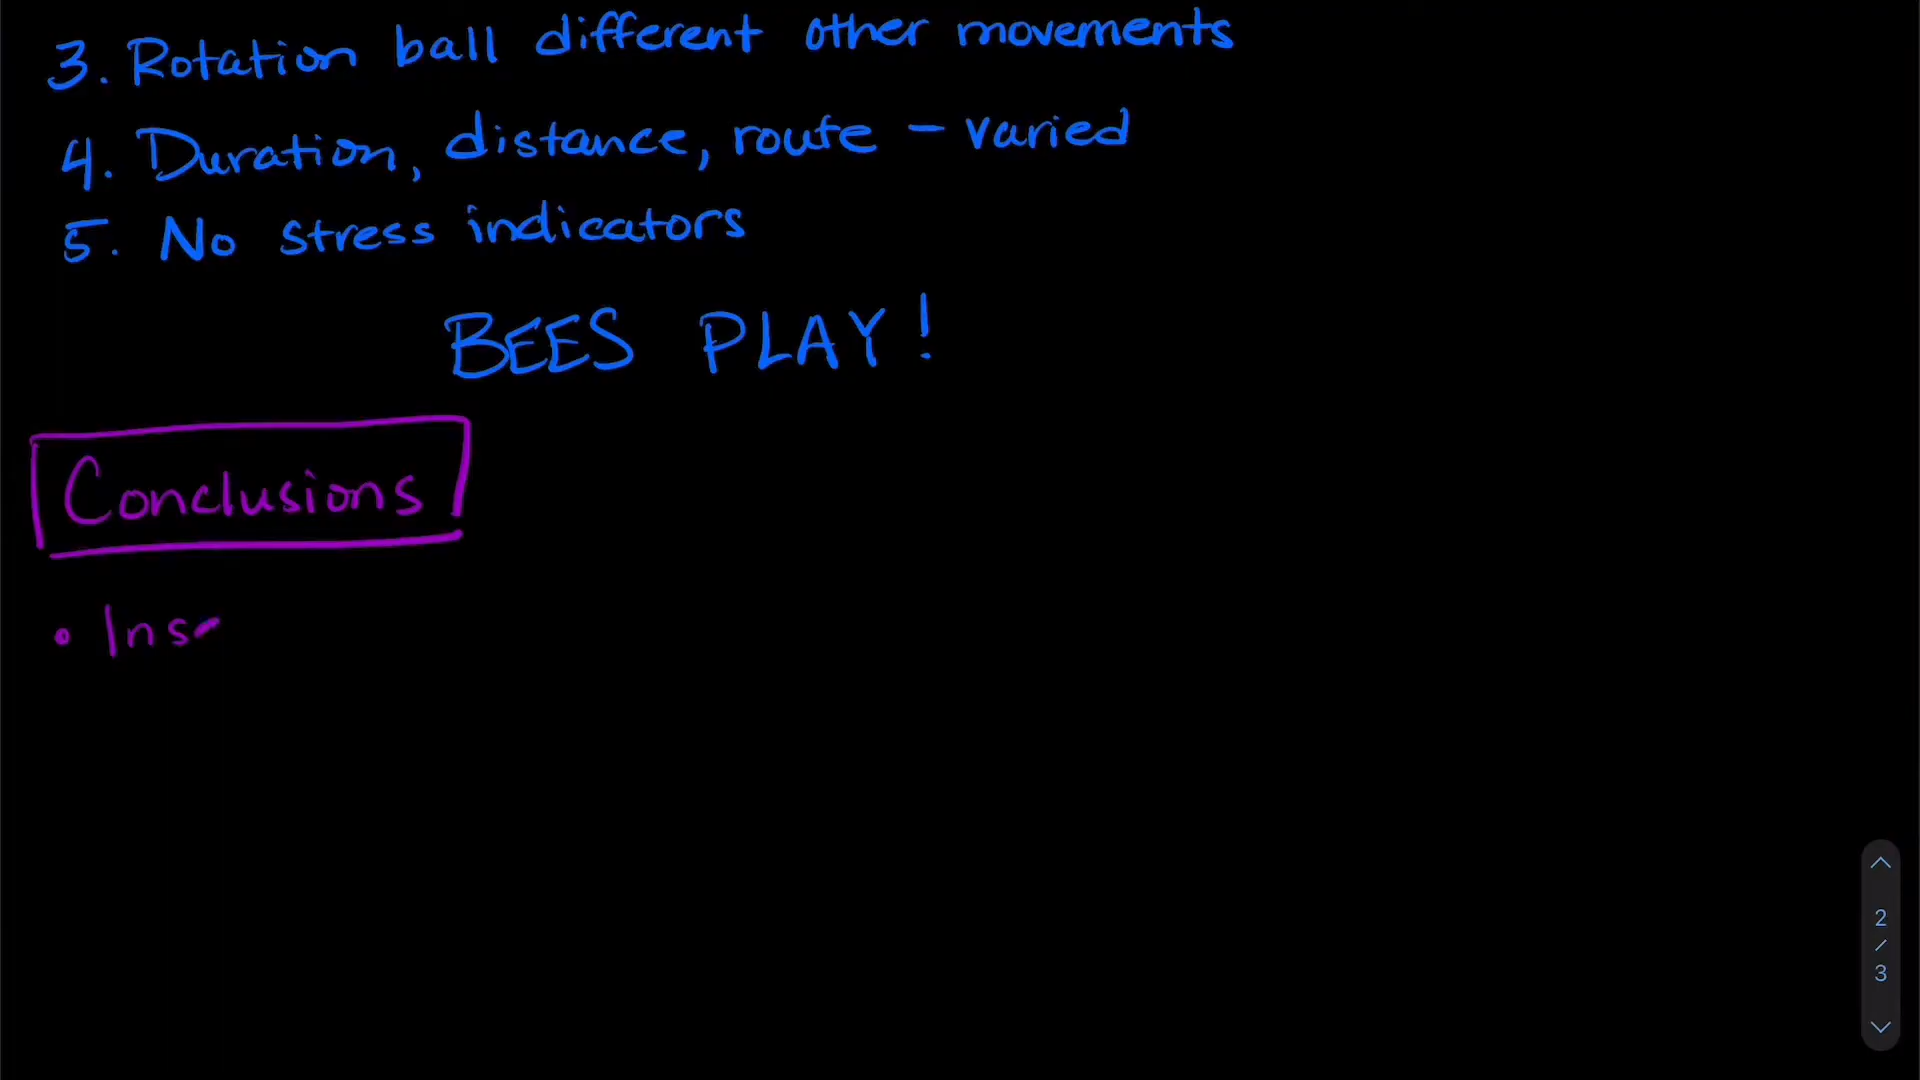 3. Rotation ball different other movements
4. Duration, distance, route - varied
5. No stress indicators
BEES PLAY!
Conclusions
• Ins
2
/
3